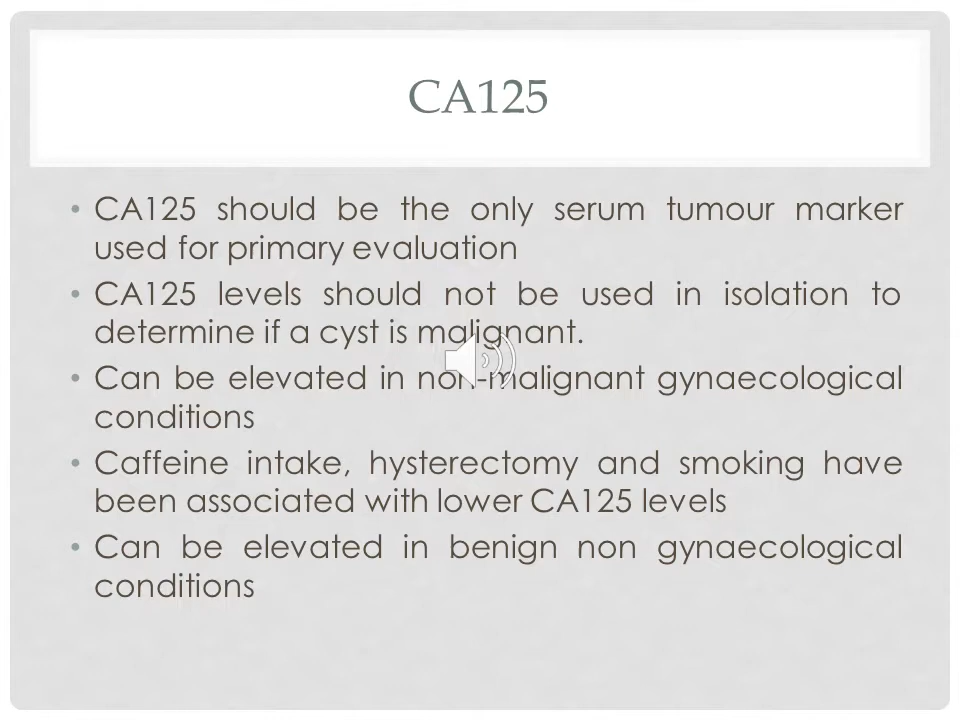 CA125
• CA125 should be the only serum tumour marker
used for primary evaluation
• CA125 levels should not be used in isolation to
determine if a cyst is malignant.
• Can be elevated in non-malignant gynaecological
conditions
• Caffeine intake, hysterectomy and smoking have
been associated with lower CA125 levels
• Can be elevated in benign non gynaecological
conditions